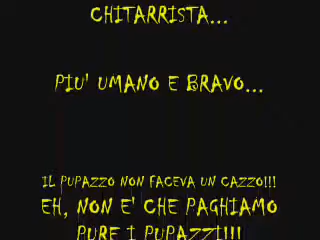 CHITARRISTA...
PIU' UMANO E BRAVO...
IL PUPAZZO NON FACEVA UN CAZZO!!!
EH, NON E' CHE PAGHIAMO
PURE I PUPAZZI!!!